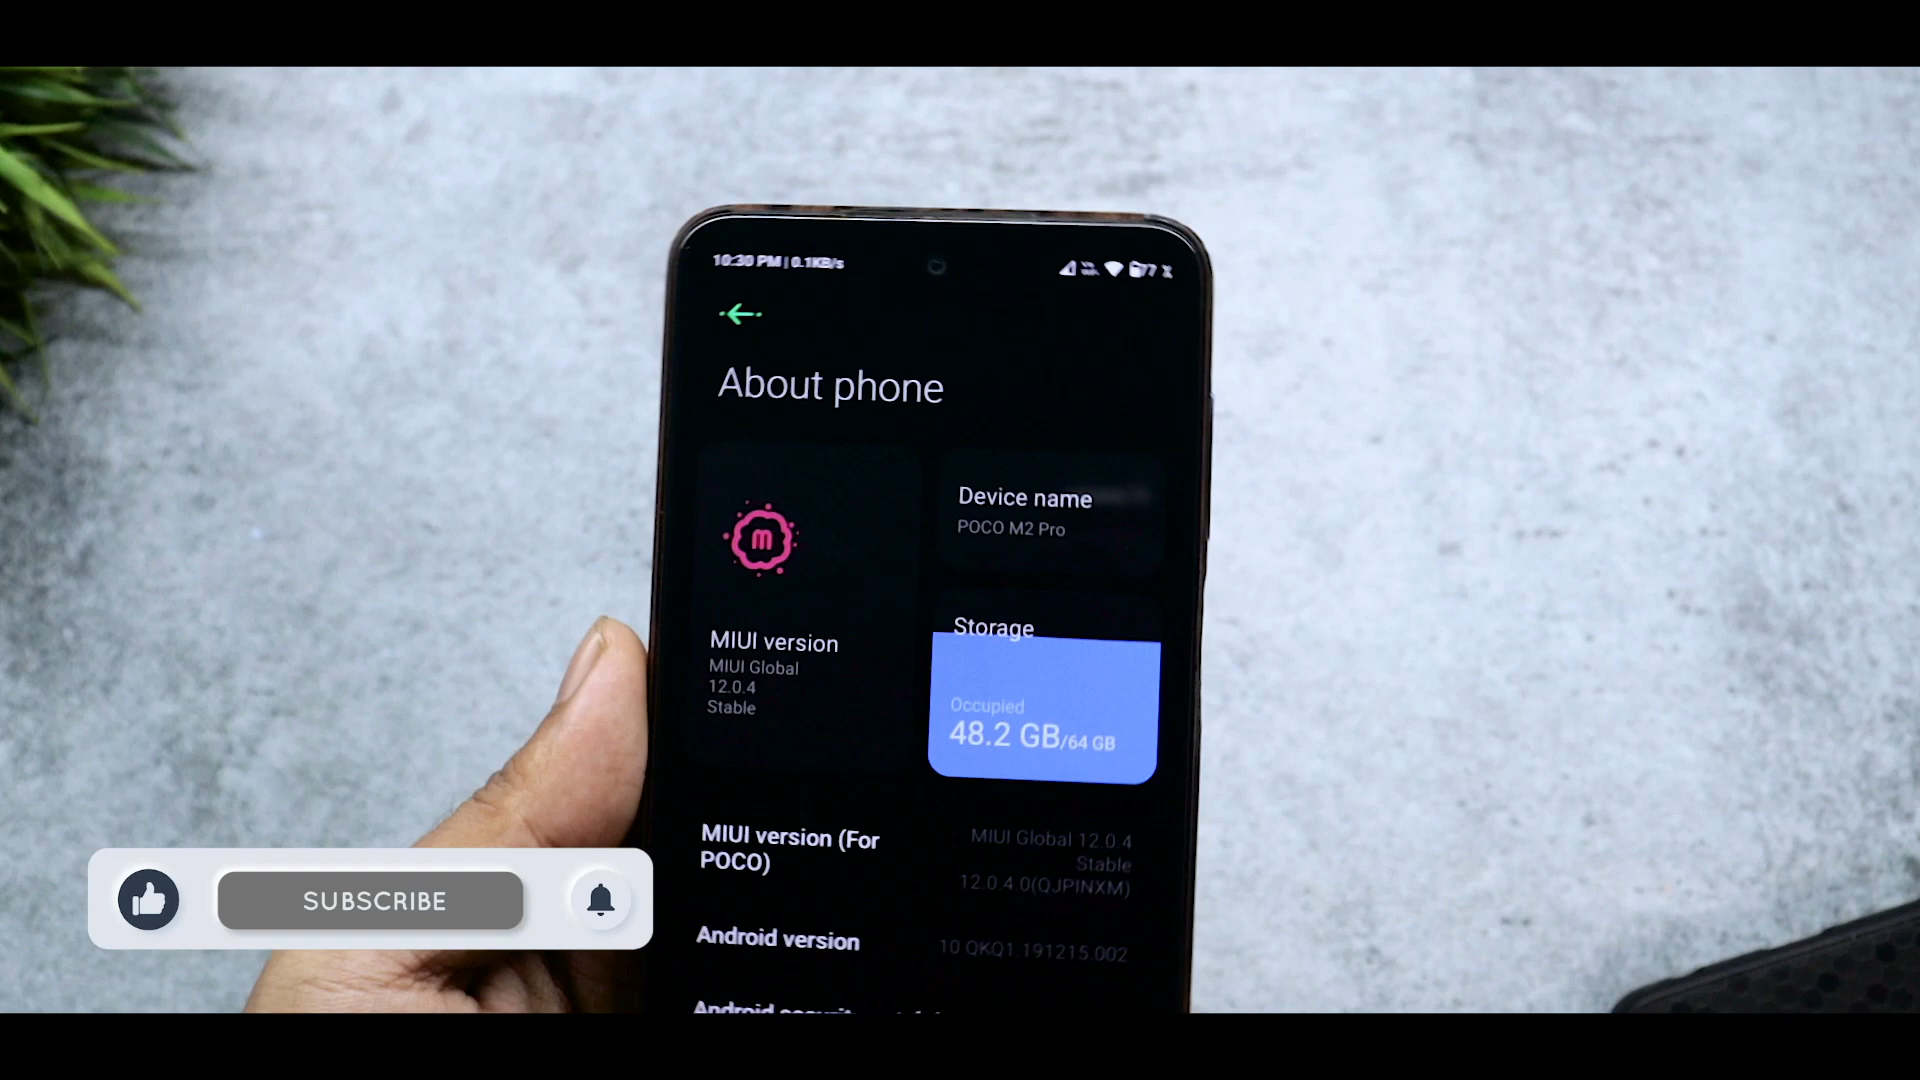 10:30 PM | 0.1KB/s
77
About phone
m
Device name
POCO M2 Pro
MIUI version
MIUI Global
12.0.4
Stable
Storage
Occupied
48.2 GB/64 GB
MIUI version (For
POCO)
MIUI Global 12.0.4
Stable
12.0.4.0(QJPINXM)
Android version
10 QKQ1.191215.002
Android
SUBSCRIBE